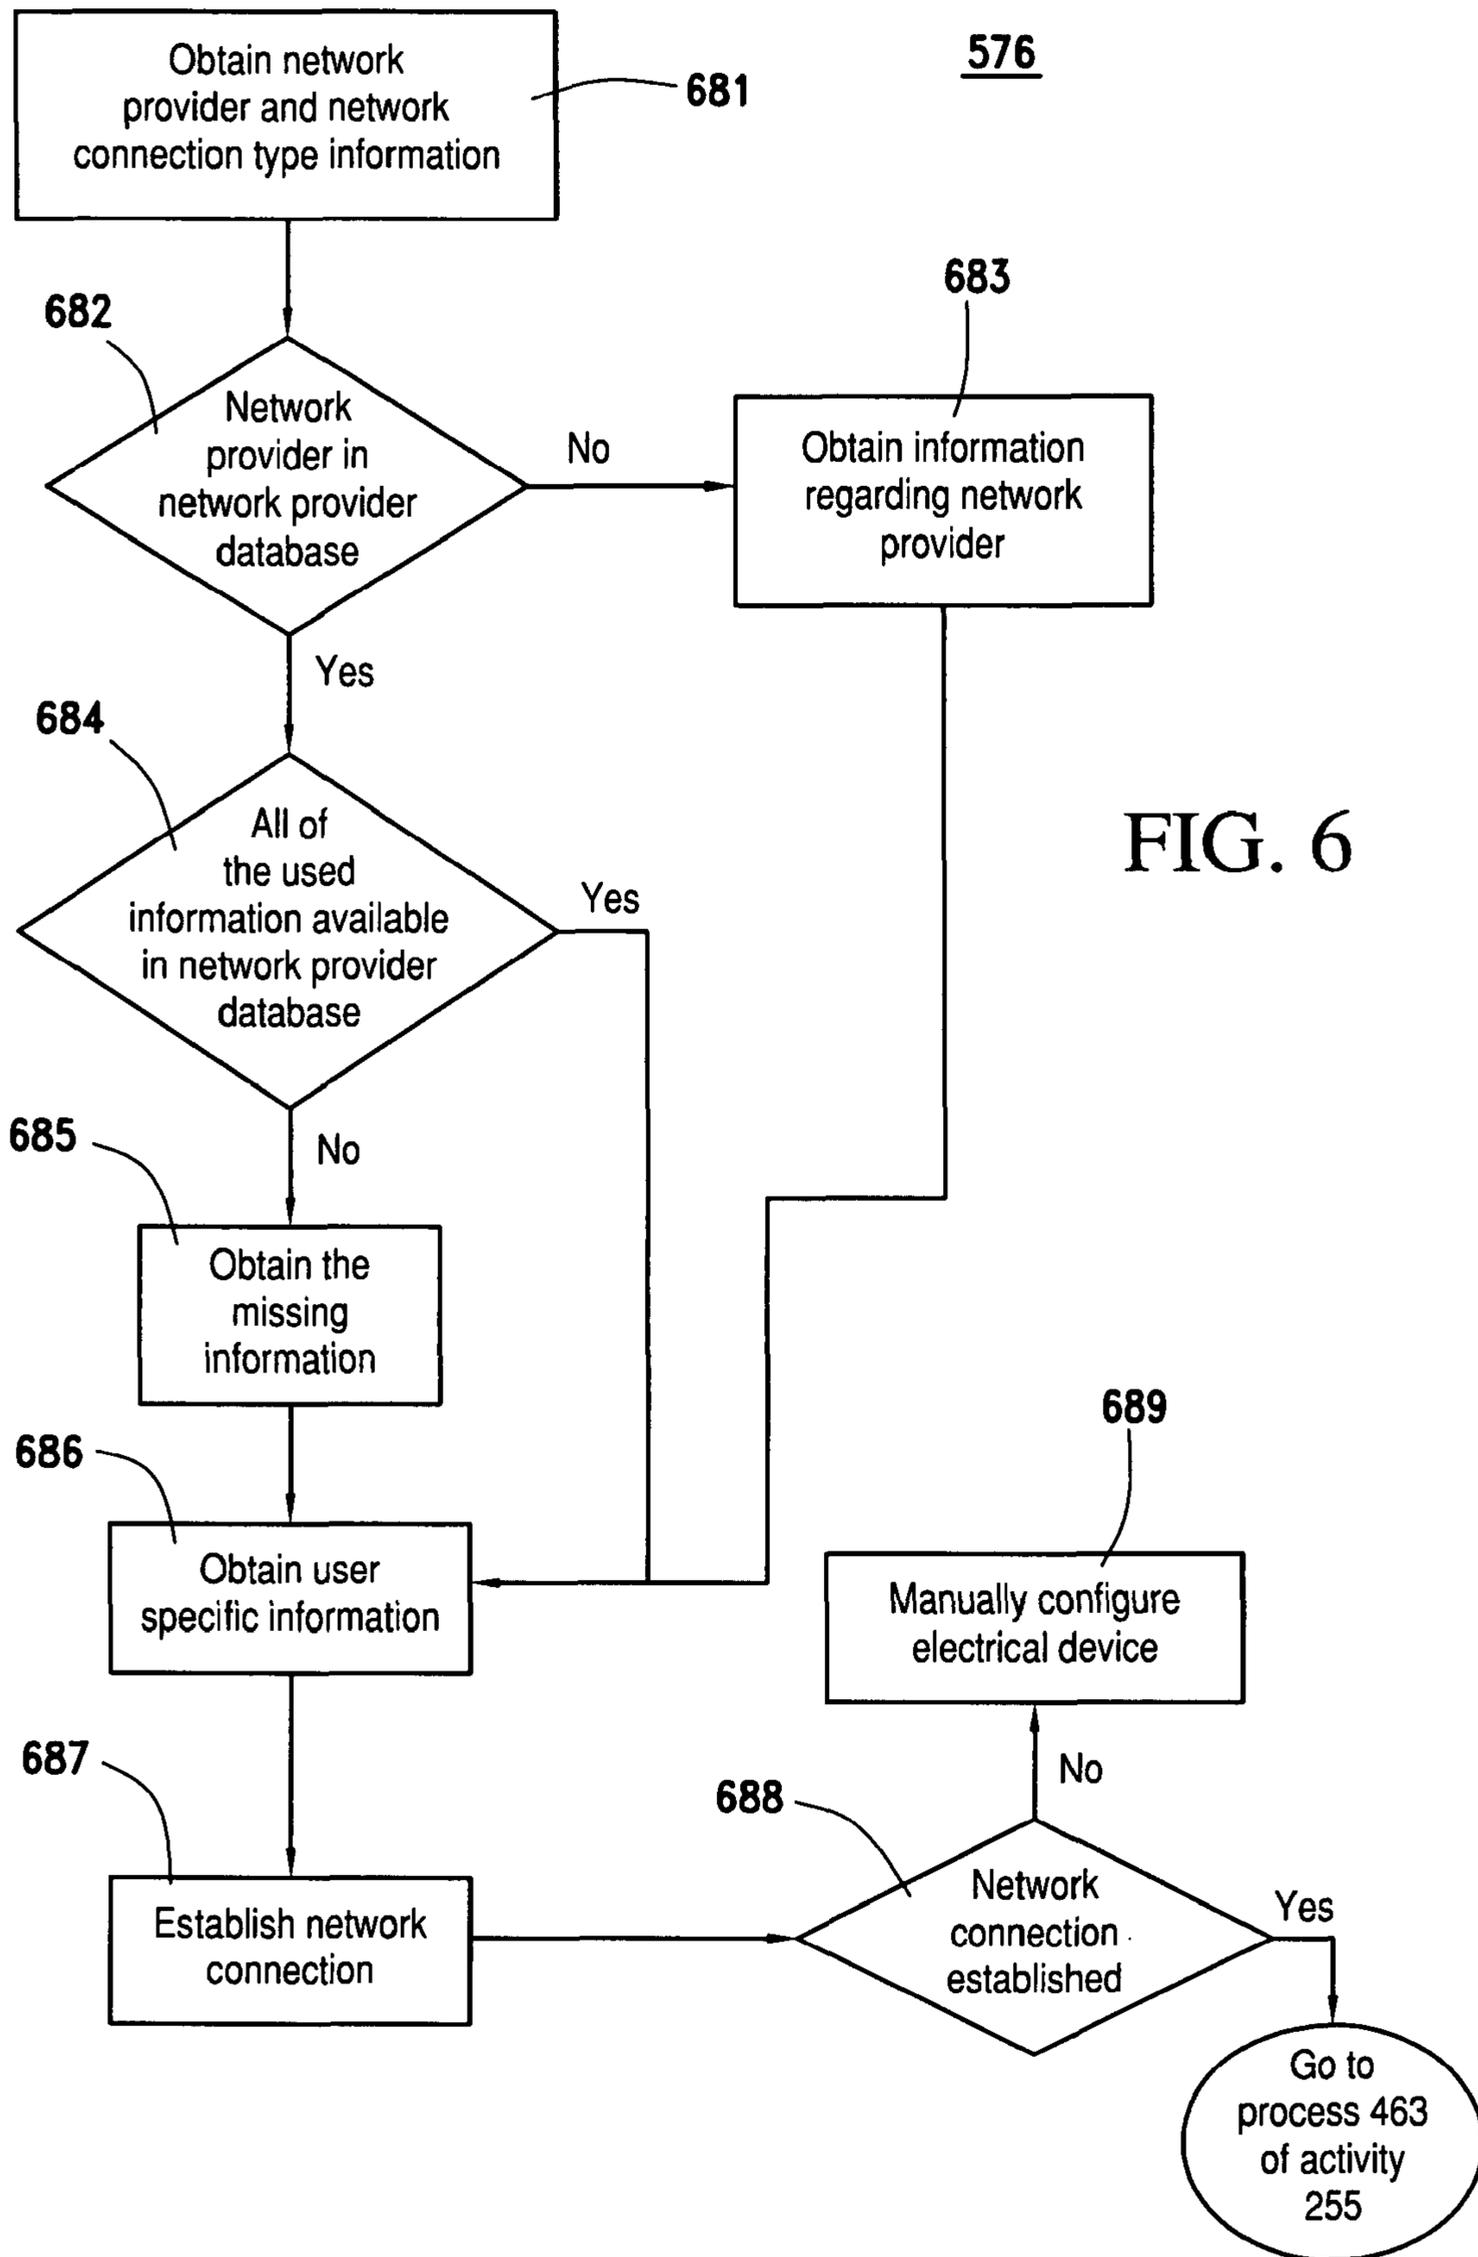 Obtain network
provider and network
connection type information
681
576
682
Network
provider in
network provider
database
No
683
Obtain information
regarding network
provider
Yes
684
All of
the used
information available
in network provider
database
Yes
FIG. 6
685
No
Obtain the
missing
information
686
Obtain user
specific information
689
Manually configure
electrical device
687
Establish network
connection
688
No
Network
connection
established
Yes
Go to
process 463
of activity
255